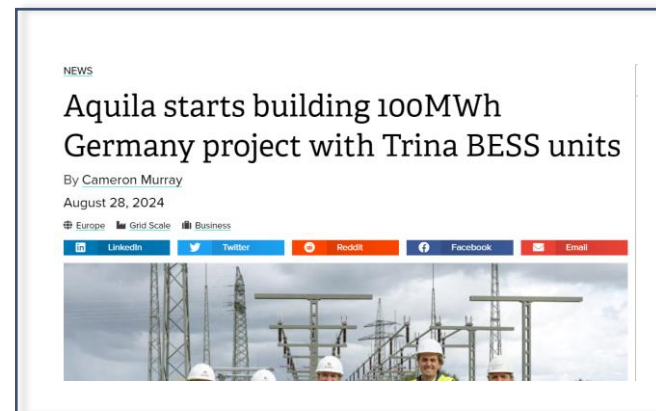 NEWS
Aquila starts building 100MWh
Germany project with Trina BESS units
By Cameron Murray
August 28, 2024
Europe Grid Scale Business
LinkedIn Twitter Reddit Facebook Email